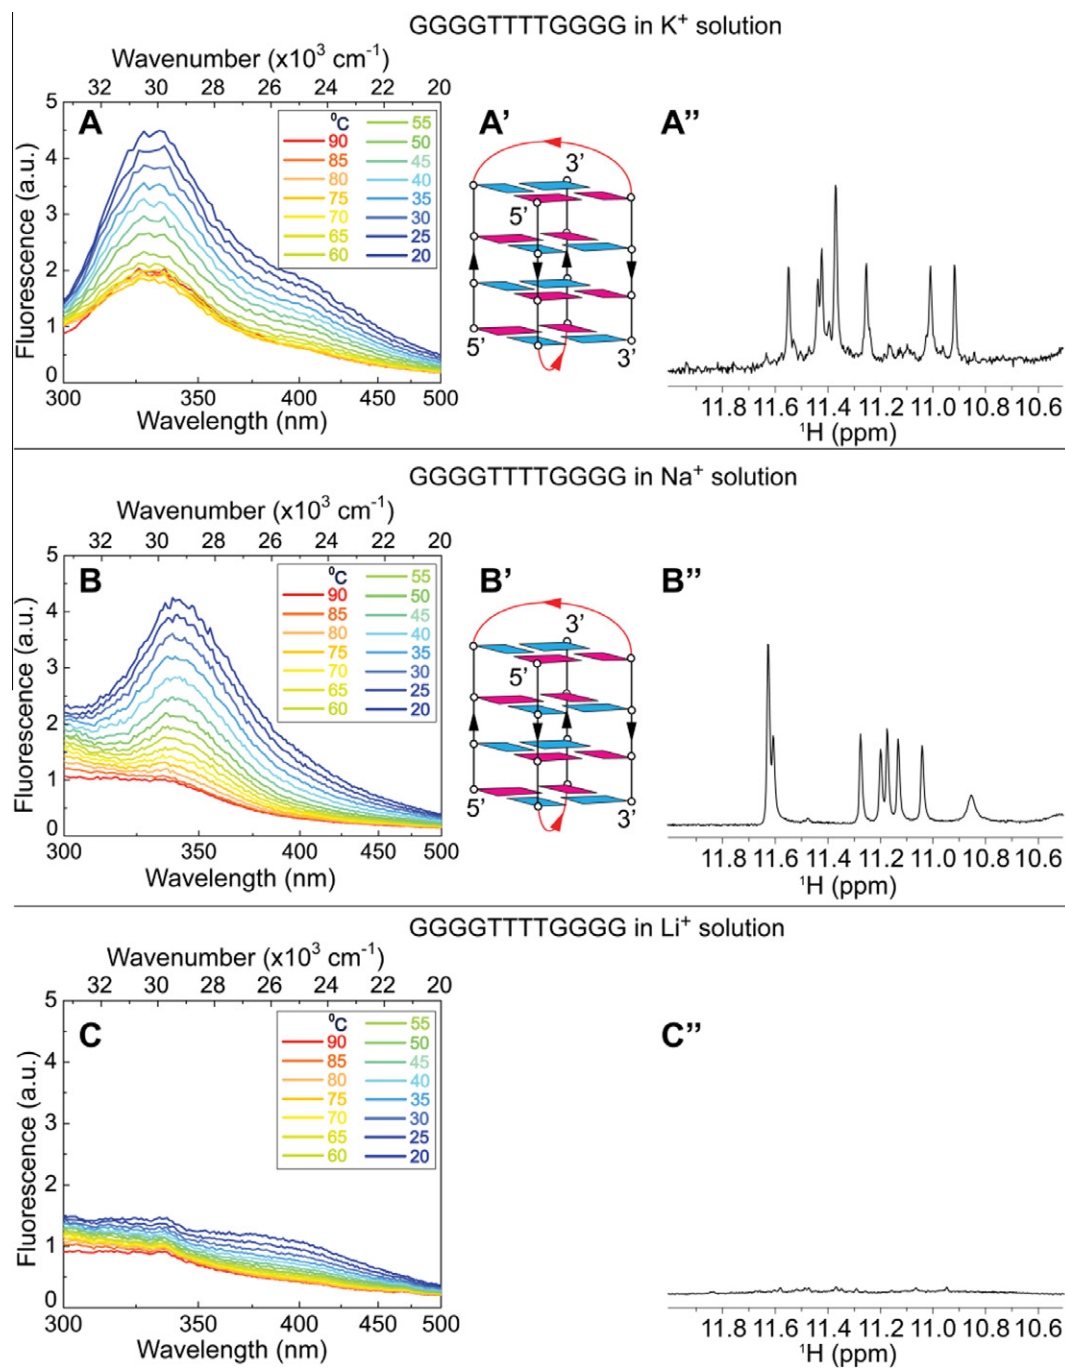 GGGGTTTTGGGG in K⁺ solution
Wavenumber (x10³ cm⁻¹)
32 30 28 26 24 22 20
A
Fluorescence (a.u.)
5
4
3
2
1
0
⁰C
90
85
80
75
70
65
60
55
50
45
40
35
30
25
20
300 350 400 450 500
Wavelength (nm)
A'
3'
5'
5'
3'
A''
11.8 11.6 11.4 11.2 11.0 10.8 10.6
¹H (ppm)
GGGGTTTTGGGG in Na⁺ solution
Wavenumber (x10³ cm⁻¹)
32 30 28 26 24 22 20
B
Fluorescence (a.u.)
5
4
3
2
1
0
⁰C
90
85
80
75
70
65
60
55
50
45
40
35
30
25
20
300 350 400 450 500
Wavelength (nm)
B'
3'
5'
5'
3'
B''
11.8 11.6 11.4 11.2 11.0 10.8 10.6
¹H (ppm)
GGGGTTTTGGGG in Li⁺ solution
Wavenumber (x10³ cm⁻¹)
32 30 28 26 24 22 20
C
Fluorescence (a.u.)
5
4
3
2
1
0
⁰C
90
85
80
75
70
65
60
55
50
45
40
35
30
25
20
300 350 400 450 500
Wavelength (nm)
C''
11.8 11.6 11.4 11.2 11.0 10.8 10.6
¹H (ppm)